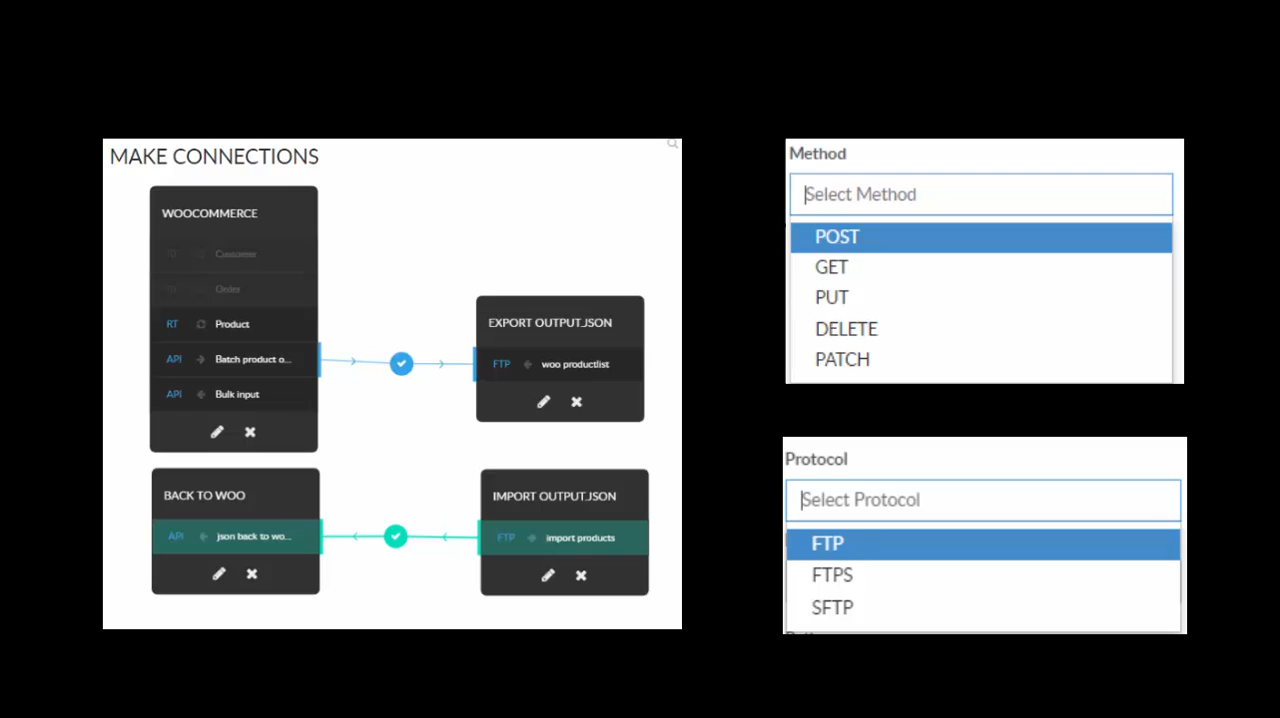 MAKE CONNECTIONS
WOOCOMMERCE
Customer
Order
RT Product
API Batch product o...
API Bulk input
EXPORT OUTPUT.JSON
FTP woo productlist
BACK TO WOO
API json back to wo...
IMPORT OUTPUT.JSON
FTP import products
Method
Select Method
POST
GET
PUT
DELETE
PATCH
Protocol
Select Protocol
FTP
FTPS
SFTP